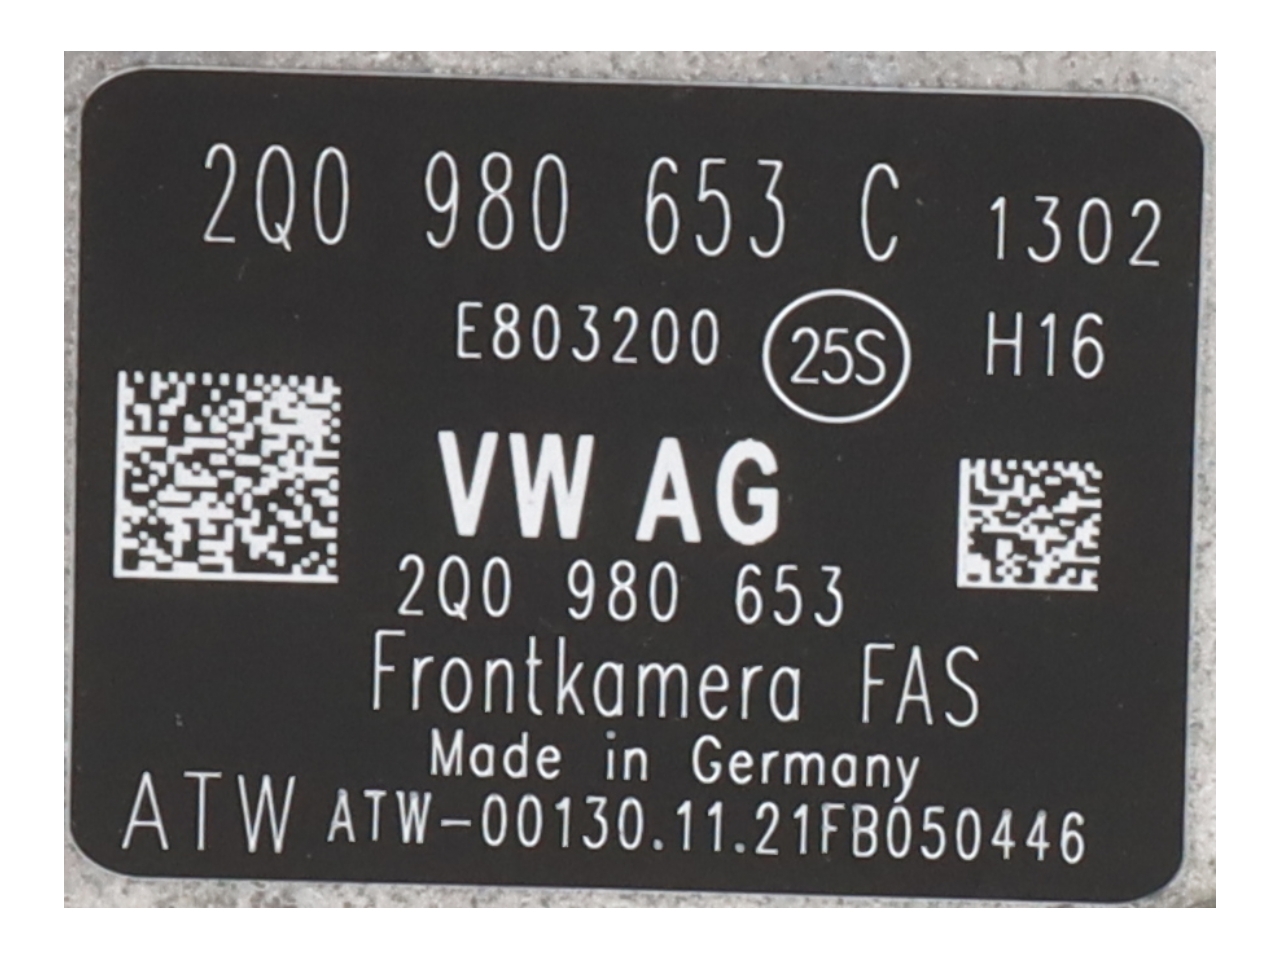 2Q0 980 653 C 1302
E803200 25S H16
VW AG
2Q0 980 653
Frontkamera FAS
Made in Germany
ATW ATW-00130.11.21FB050446